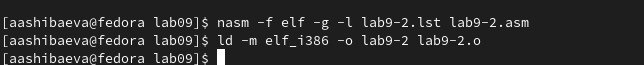 [aashibaeva@fedora lab09]$ nasm -f elf -g -l lab9-2.lst lab9-2.asm
[aashibaeva@fedora lab09]$ ld -m elf_i386 -o lab9-2 lab9-2.o
[aashibaeva@fedora lab09]$